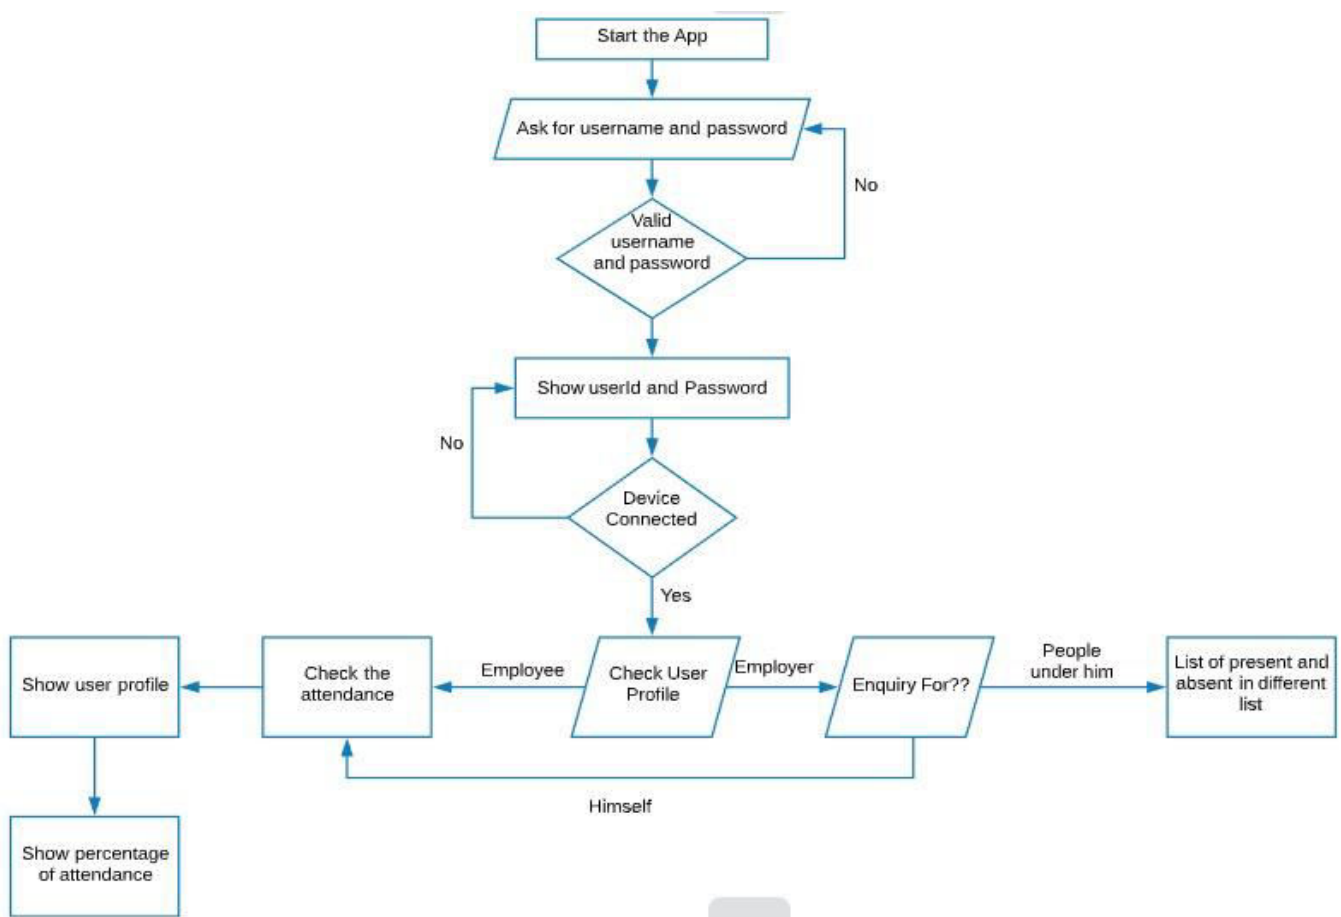 Start the App
Ask for username and password
No
Valid
username
and password
Show userId and Password
No
Device
Connected
Yes
Show user profile
Check the
attendance
Employee
Check User
Profile
Employer
Enquiry For??
People
under him
List of present and
absent in different
list
Himself
Show percentage
of attendance